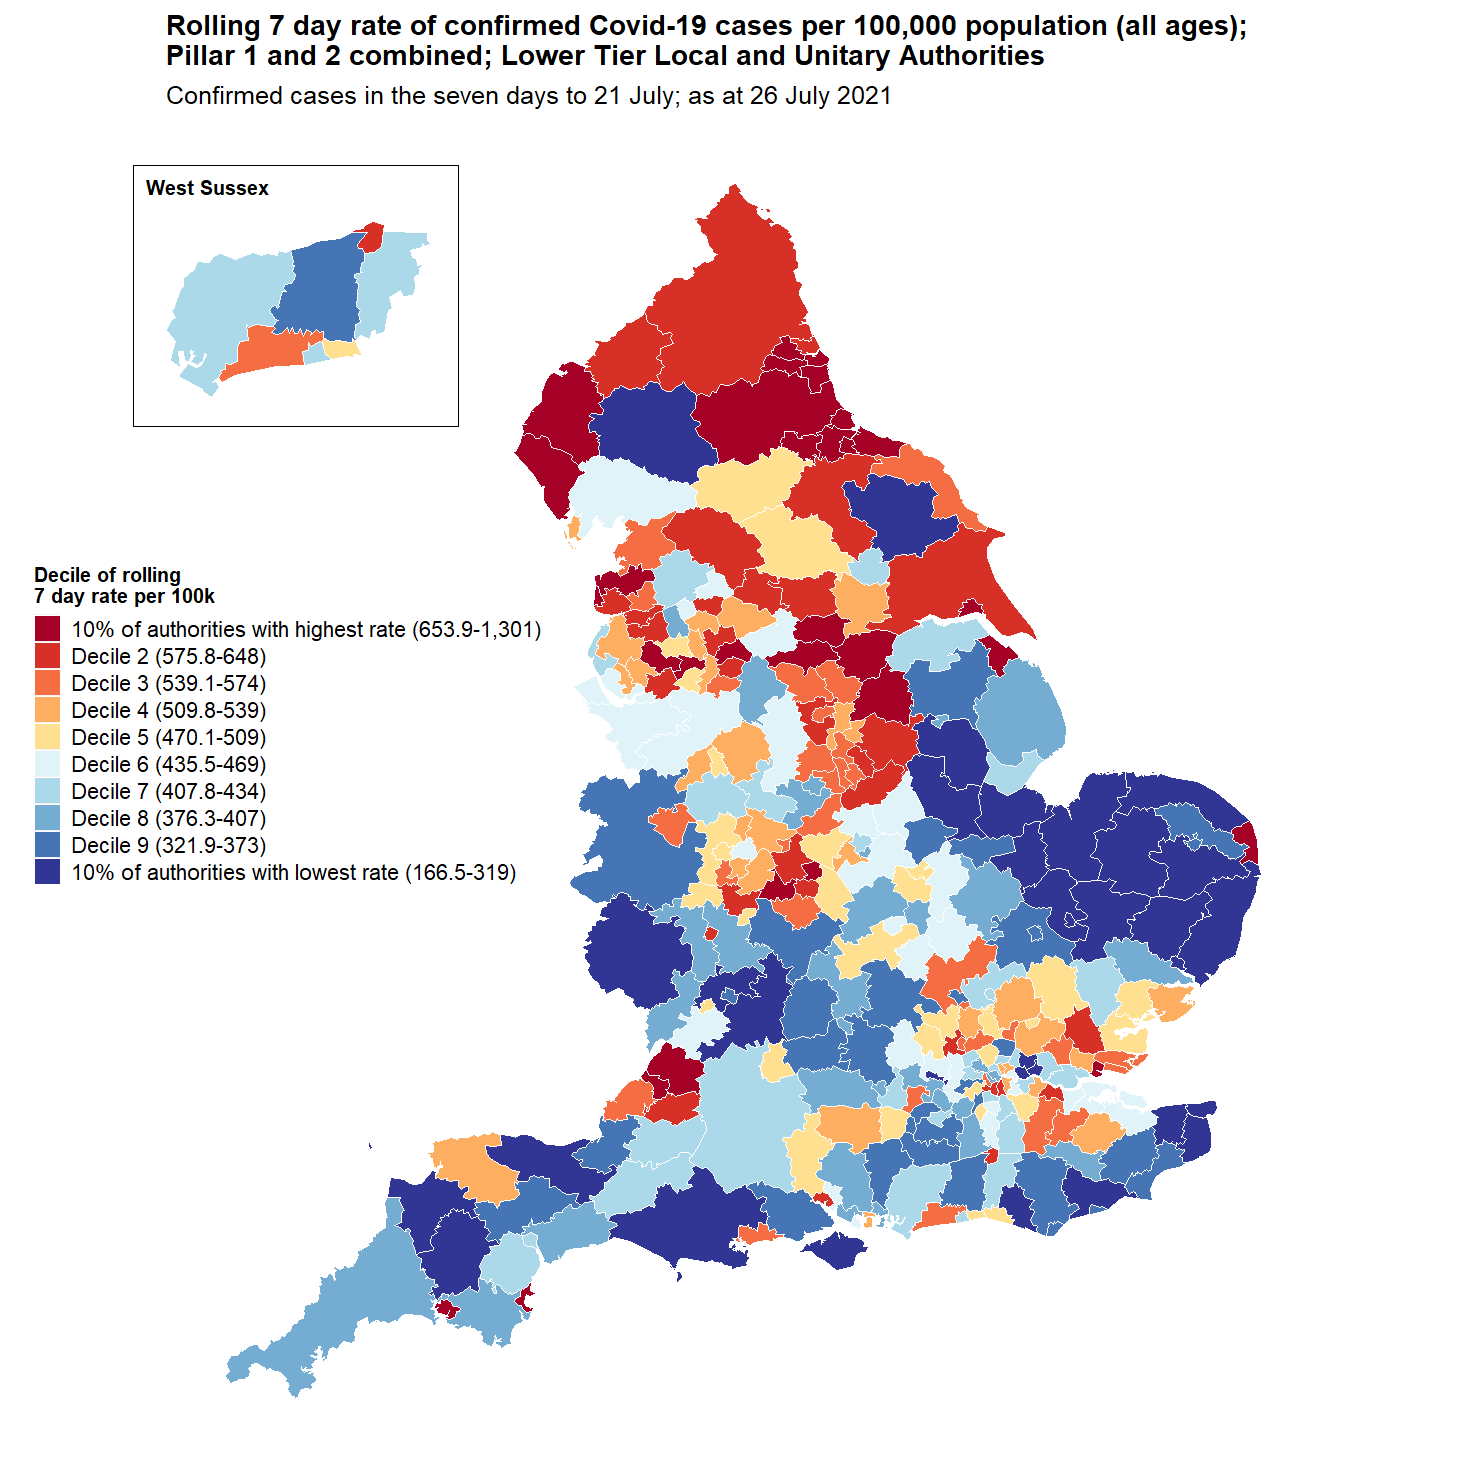 Rolling 7 day rate of confirmed Covid-19 cases per 100,000 population (all ages);
Pillar 1 and 2 combined; Lower Tier Local and Unitary Authorities
Confirmed cases in the seven days to 21 July; as at 26 July 2021
West Sussex
Decile of rolling
7 day rate per 100k
10% of authorities with highest rate (653.9-1,301)
Decile 2 (575.8-648)
Decile 3 (539.1-574)
Decile 4 (509.8-539)
Decile 5 (470.1-509)
Decile 6 (435.5-469)
Decile 7 (407.8-434)
Decile 8 (376.3-407)
Decile 9 (321.9-373)
10% of authorities with lowest rate (166.5-319)